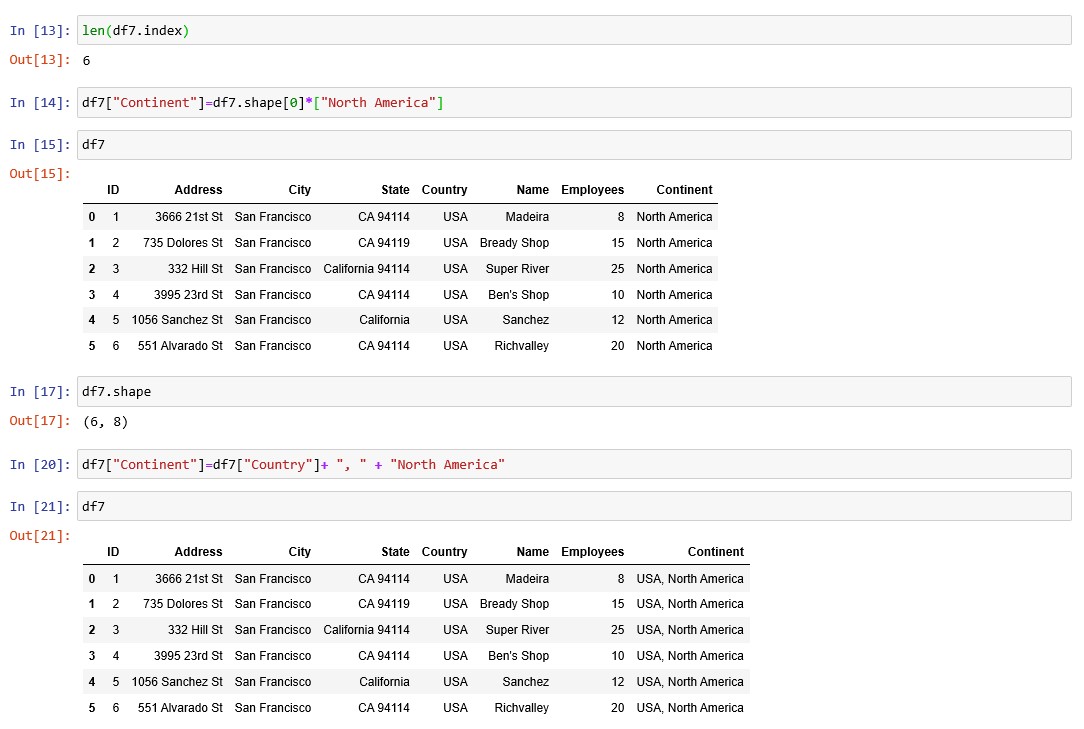 In [13]: len(df7.index)
Out[13]: 6
In [14]: df7["Continent"]=df7.shape[0]*["North America"]
In [15]: df7
Out[15]:
ID Address City State Country Name Employees Continent
0 1 3666 21st St San Francisco CA 94114 USA Madeira 8 North America
1 2 735 Dolores St San Francisco CA 94119 USA Bready Shop 15 North America
2 3 332 Hill St San Francisco California 94114 USA Super River 25 North America
3 4 3995 23rd St San Francisco CA 94114 USA Ben's Shop 10 North America
4 5 1056 Sanchez St San Francisco California USA Sanchez 12 North America
5 6 551 Alvarado St San Francisco CA 94114 USA Richvalley 20 North America
In [17]: df7.shape
Out[17]: (6, 8)
In [20]: df7["Continent"]=df7["Country"]+ ", " + "North America"
In [21]: df7
Out[21]:
ID Address City State Country Name Employees Continent
0 1 3666 21st St San Francisco CA 94114 USA Madeira 8 USA, North America
1 2 735 Dolores St San Francisco CA 94119 USA Bready Shop 15 USA, North America
2 3 332 Hill St San Francisco California 94114 USA Super River 25 USA, North America
3 4 3995 23rd St San Francisco CA 94114 USA Ben's Shop 10 USA, North America
4 5 1056 Sanchez St San Francisco California USA Sanchez 12 USA, North America
5 6 551 Alvarado St San Francisco CA 94114 USA Richvalley 20 USA, North America